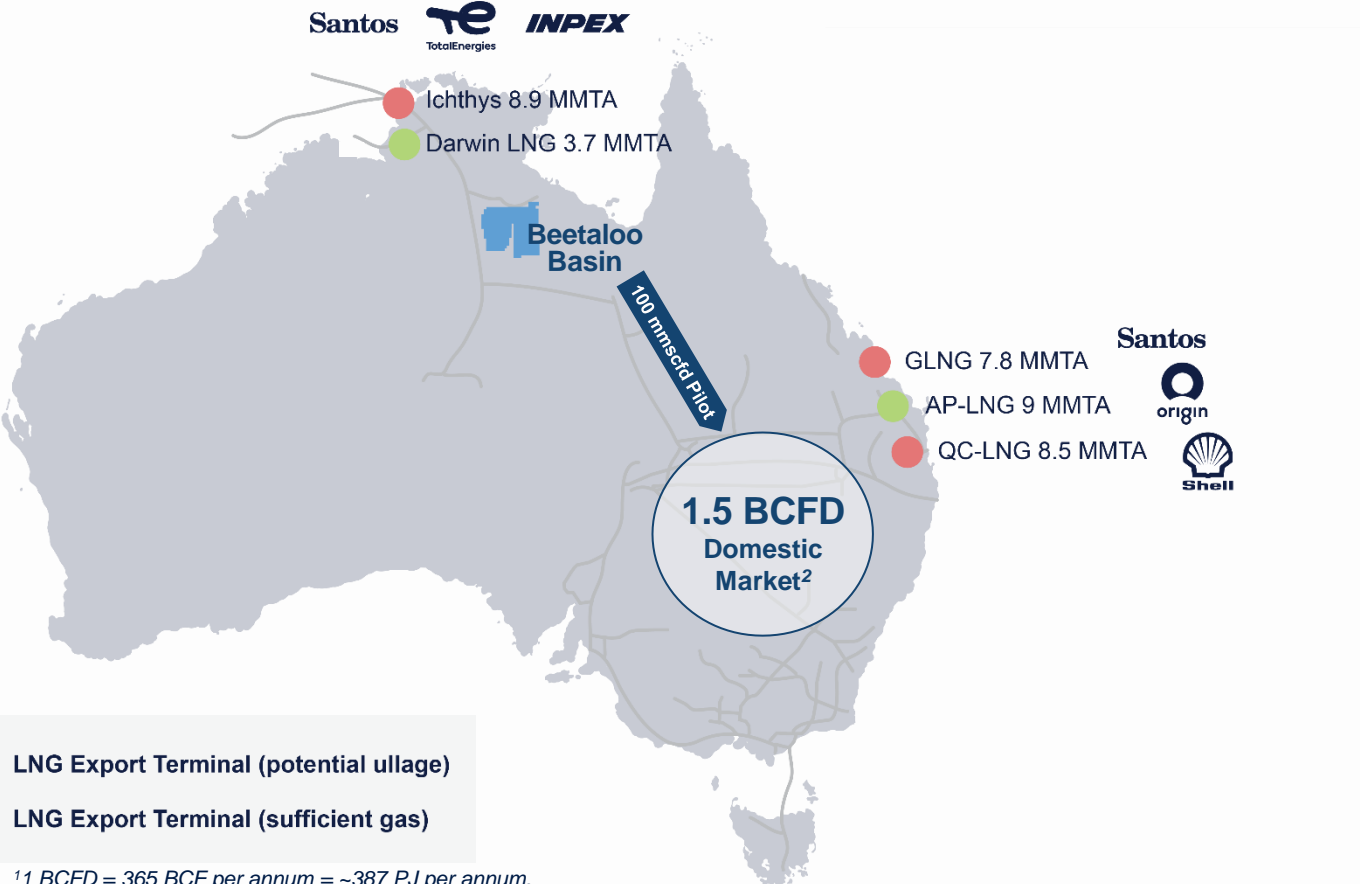 Santos
TotalEnergies
INPEX
Ichthys 8.9 MMTA
Darwin LNG 3.7 MMTA
Beetaloo
Basin
100 mmscfd Pilot
Santos
GLNG 7.8 MMTA
origin
AP-LNG 9 MMTA
QC-LNG 8.5 MMTA
Shell
1.5 BCFD
Domestic
Market²
LNG Export Terminal (potential ullage)
LNG Export Terminal (sufficient gas)
¹1 BCFD = 365 BCF per annum = ~387 PJ per annum.